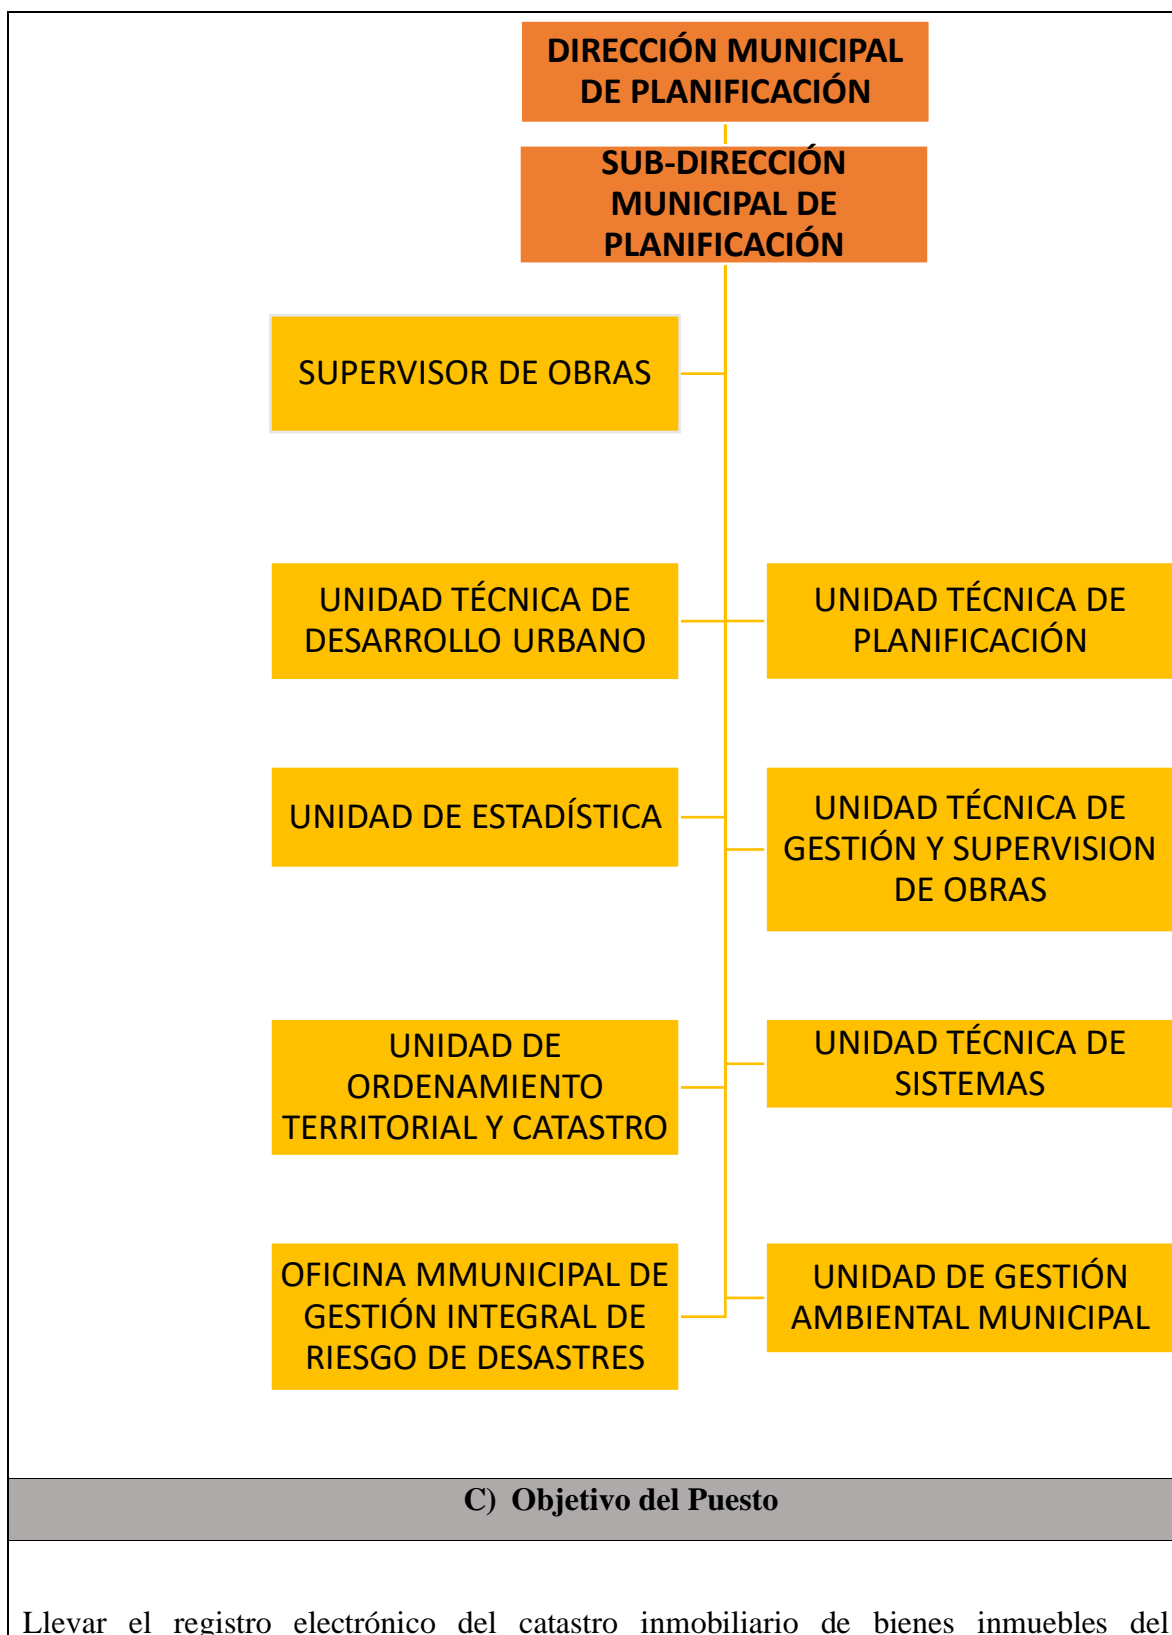 DIRECCIÓN MUNICIPAL
DE PLANIFICACIÓN
SUB-DIRECCIÓN
MUNICIPAL DE
PLANIFICACIÓN
SUPERVISOR DE OBRAS
UNIDAD TÉCNICA DE
DESARROLLO URBANO
UNIDAD TÉCNICA DE
PLANIFICACIÓN
UNIDAD DE ESTADÍSTICA
UNIDAD TÉCNICA DE
GESTIÓN Y SUPERVISION
DE OBRAS
UNIDAD DE
ORDENAMIENTO
TERRITORIAL Y CATASTRO
UNIDAD TÉCNICA DE
SISTEMAS
OFICINA MMUNICIPAL DE
GESTIÓN INTEGRAL DE
RIESGO DE DESASTRES
UNIDAD DE GESTIÓN
AMBIENTAL MUNICIPAL
C) Objetivo del Puesto
Llevar el registro electrónico del catastro inmobiliario de bienes inmuebles del